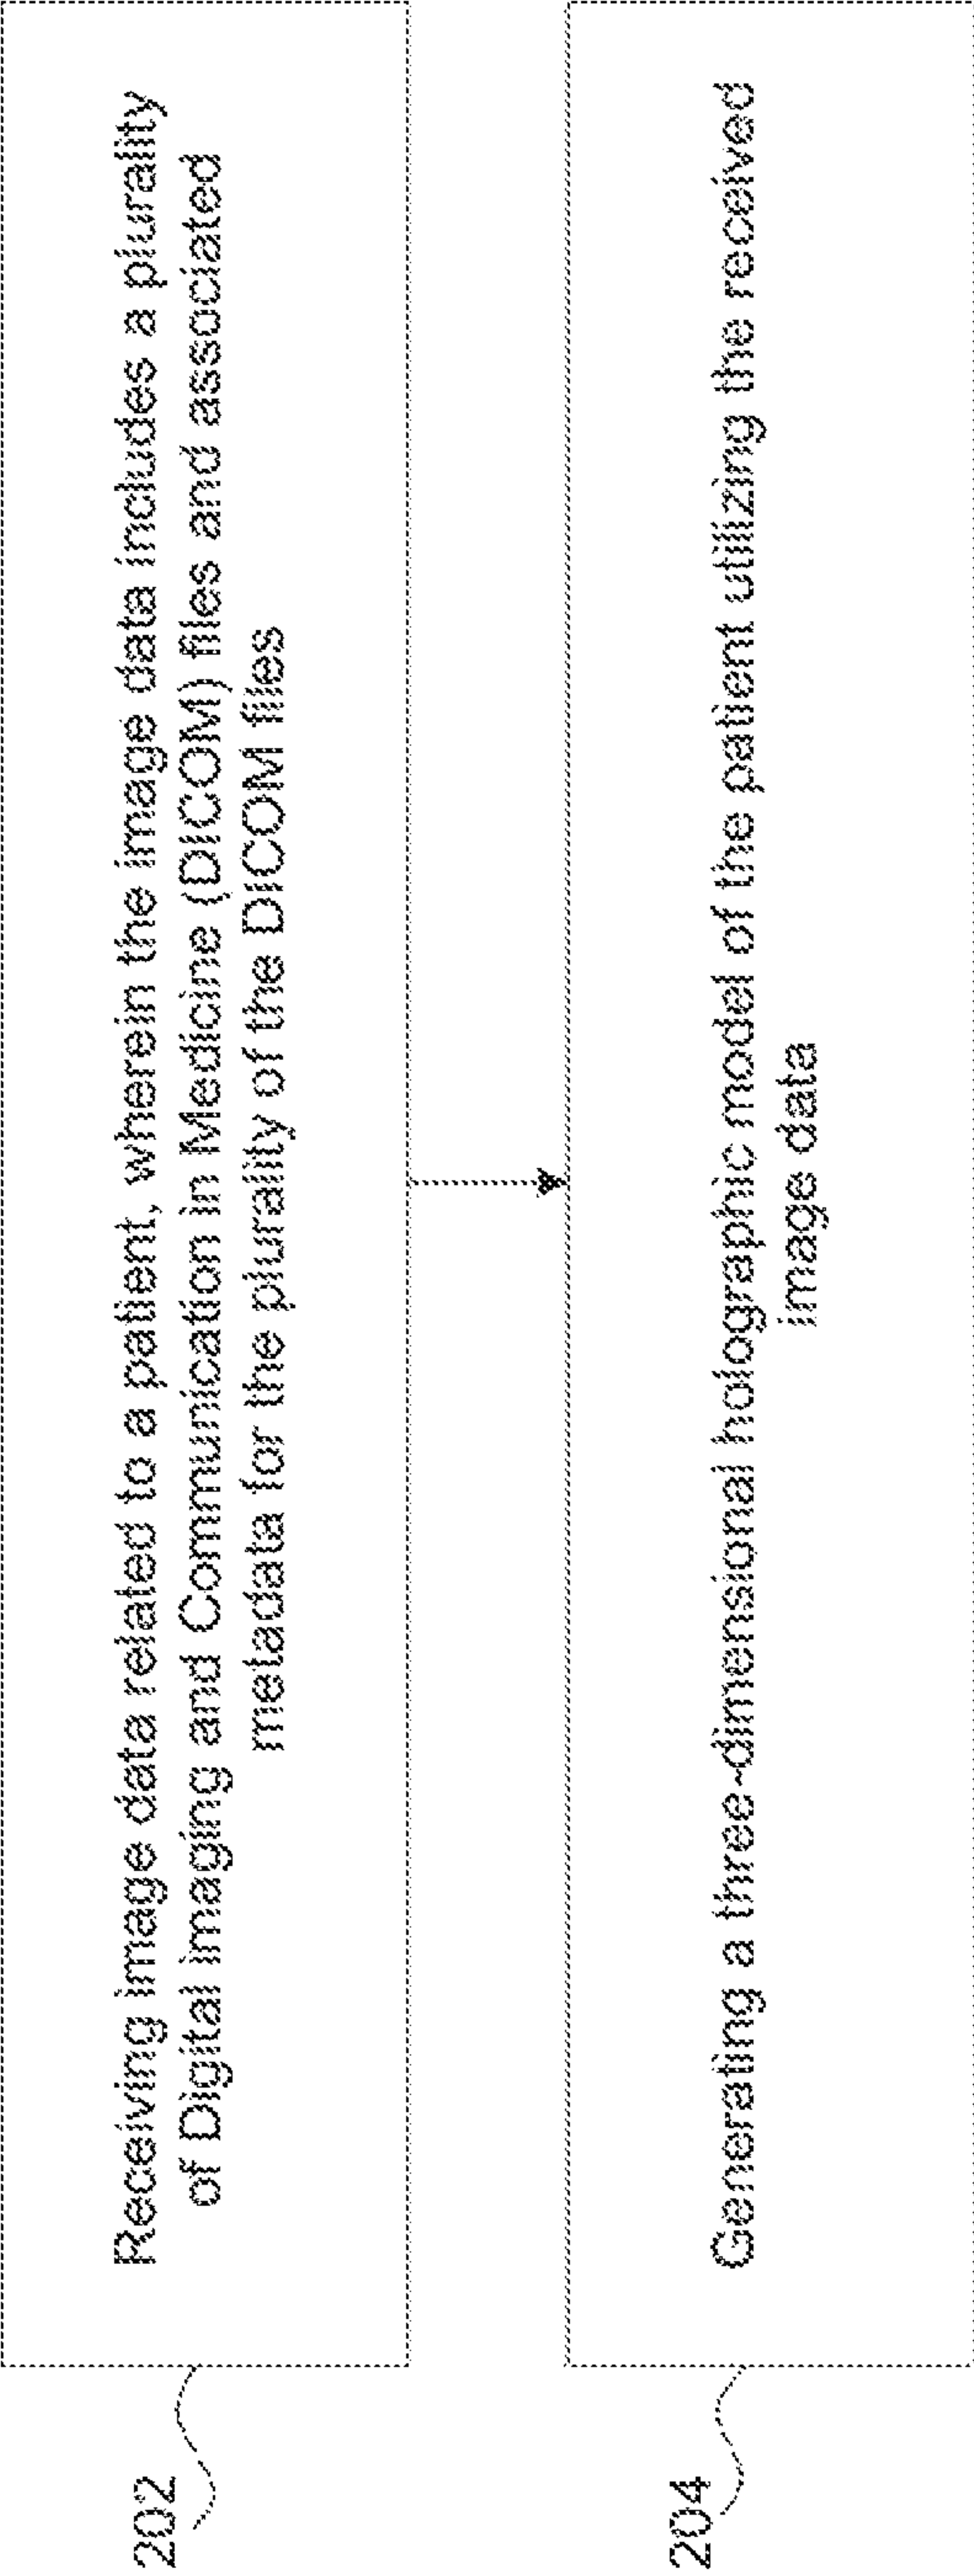 202
Receiving image data related to a patient, wherein the image data includes a plurality
of Digital imaging and Communication in Medicine (DICOM) files and associated
metadata for the plurality of the DICOM files
204
Generating a three-dimensional holographic model of the patient utilizing the received
image data